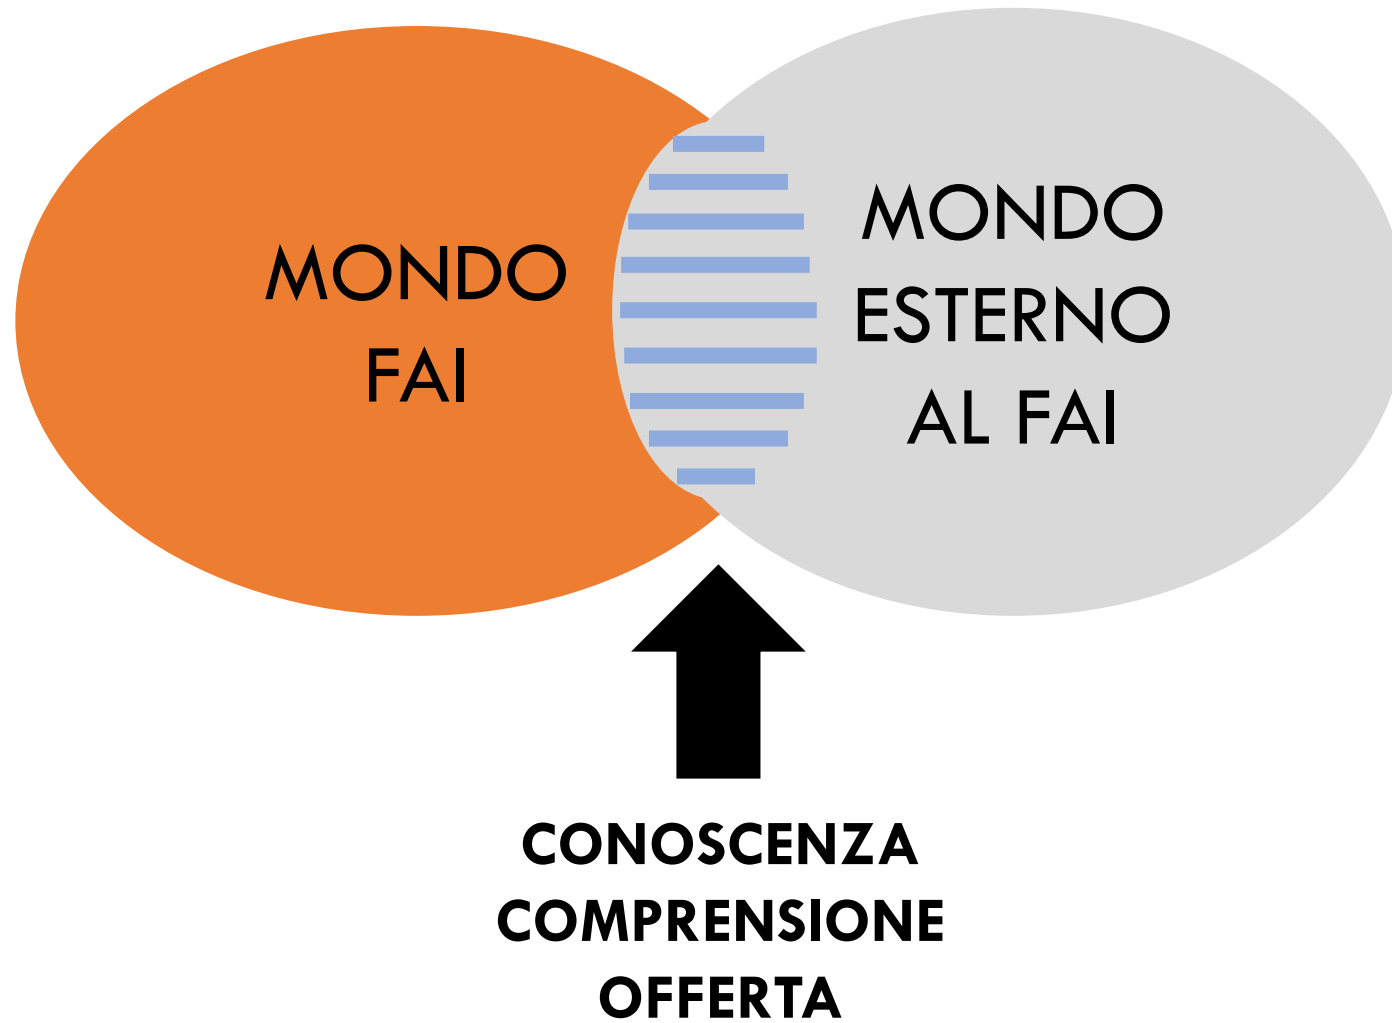 MONDO
FAI
MONDO
ESTERNO
AL FAI
CONOSCENZA
COMPRENSIONE
OFFERTA